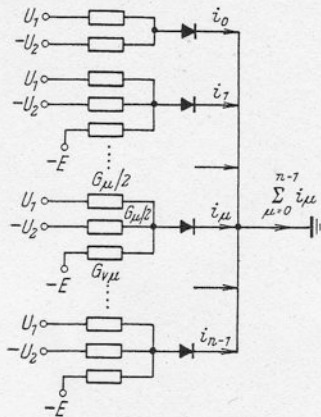 U₁ i₀
-U₂
U₁ i₁
-U₂
-E
Gμ/2
U₁
-U₂ Gμ/2 iμ
Gνμ
-E
n-1
∑ iμ
μ=0
U₁
-U₂ iₙ₋₁
-E